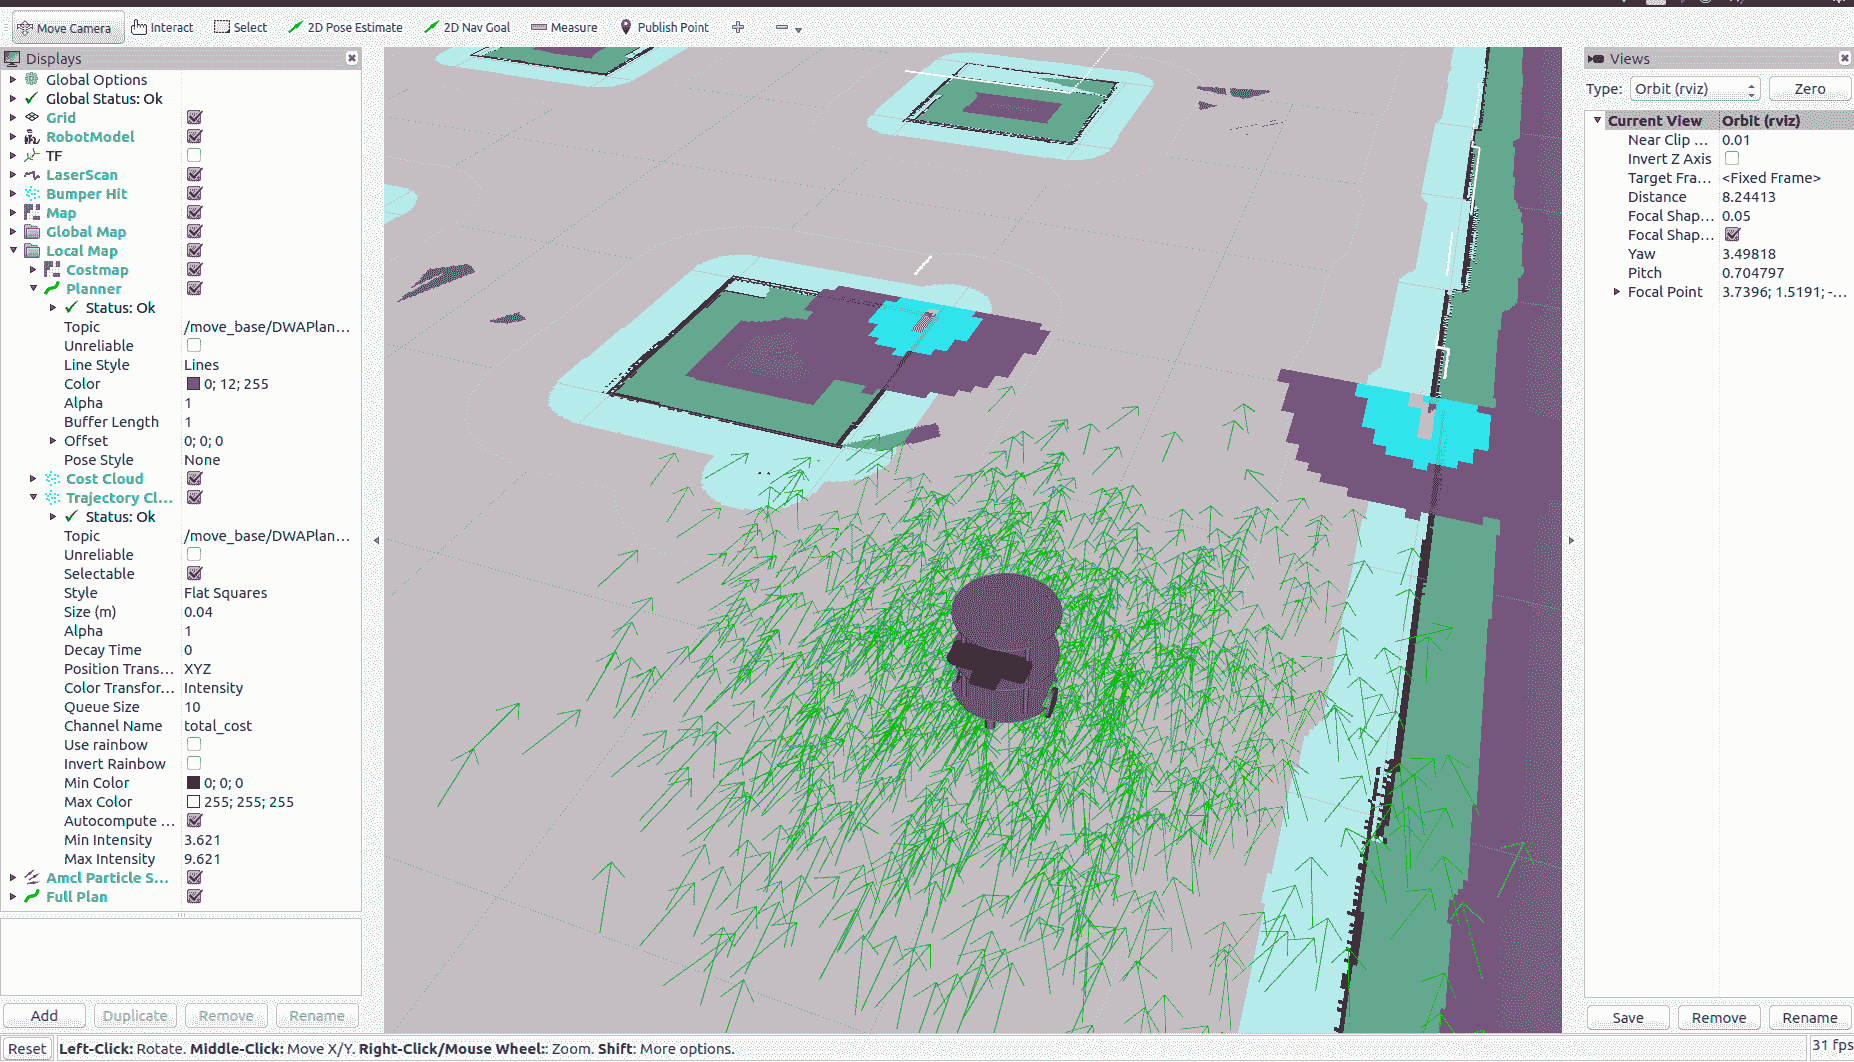 Move Camera Interact Select 2D Pose Estimate 2D Nav Goal Measure Publish Point
Displays
Global Options
Global Status: Ok
Grid
RobotModel
TF
LaserScan
Bumper Hit
Map
Global Map
Local Map
Costmap
Planner
Status: Ok
Topic /move_base/DWAPlan...
Unreliable
Line Style Lines
Color 0; 12; 255
Alpha 1
Buffer Length 1
Offset 0; 0; 0
Pose Style None
Cost Cloud
Trajectory Cl...
Status: Ok
Topic /move_base/DWAPlan...
Unreliable
Selectable
Style Flat Squares
Size (m) 0.04
Alpha 1
Decay Time 0
Position Trans... XYZ
Color Transfor... Intensity
Queue Size 10
Channel Name total_cost
Use rainbow
Invert Rainbow
Min Color 0; 0; 0
Max Color 255; 255; 255
Autocompute ...
Min Intensity 3.621
Max Intensity 9.621
Amcl Particle S...
Full Plan
Add Duplicate Remove Rename
Views
Type: Orbit (rviz) Zero
Current View Orbit (rviz)
Near Clip ... 0.01
Invert Z Axis
Target Fra... <Fixed Frame>
Distance 8.24413
Focal Shap... 0.05
Focal Shap...
Yaw 3.49818
Pitch 0.704797
Focal Point 3.7396; 1.5191; -...
Save Remove Rename
Reset Left-Click: Rotate. Middle-Click: Move X/Y. Right-Click/Mouse Wheel:: Zoom. Shift: More options.
31 fps